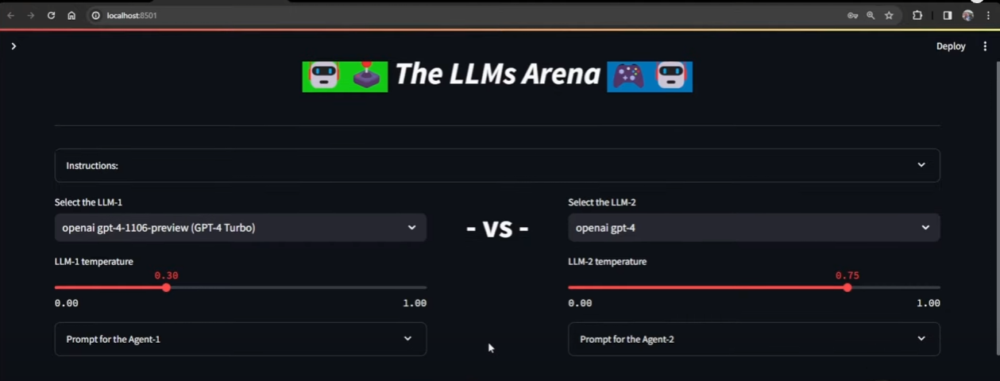 localhost:8501
Deploy
The LLMs Arena
Instructions:
Select the LLM-1
openai gpt-4-1106-preview (GPT-4 Turbo)
LLM-1 temperature
0.30
0.00 1.00
Prompt for the Agent-1
- vs -
Select the LLM-2
openai gpt-4
LLM-2 temperature
0.75
0.00 1.00
Prompt for the Agent-2